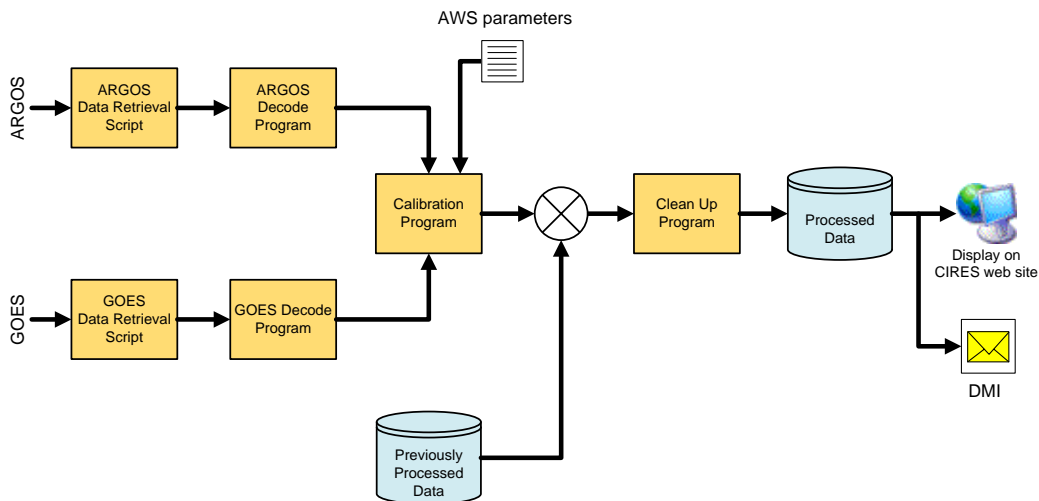 AWS parameters
ARGOS
ARGOS
Data Retrieval
Script
ARGOS
Decode
Program
Calibration
Program
Clean Up
Program
Processed
Data
Display on
CIRES web site
GOES
GOES
Data Retrieval
Script
GOES Decode
Program
DMI
Previously
Processed
Data